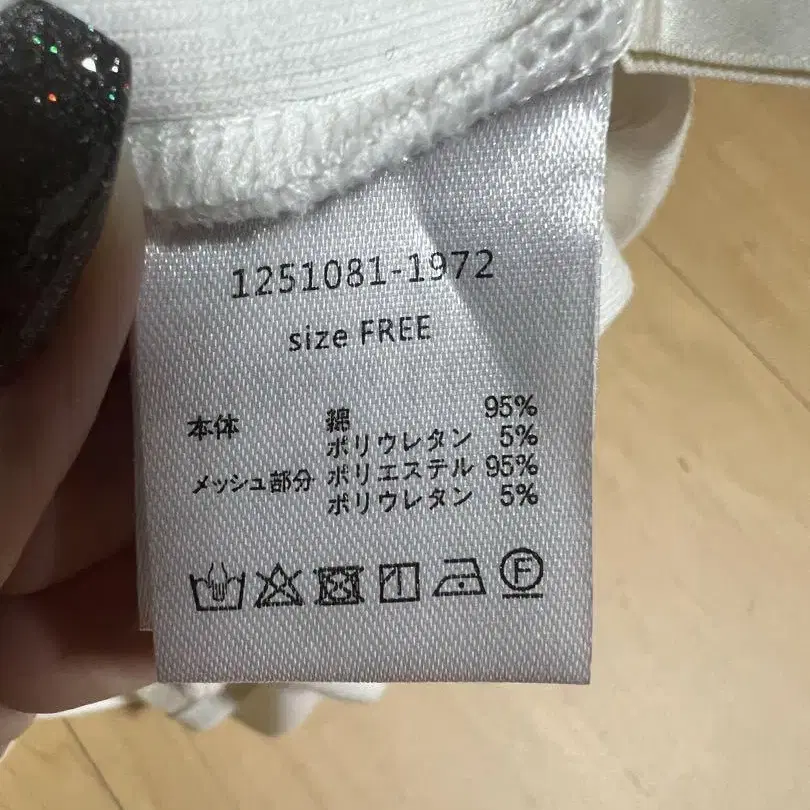 1251081-1972
size FREE
本体 綿 95%
ポリウレタン 5%
メッシュ部分 ポリエステル 95%
ポリウレタン 5%
F